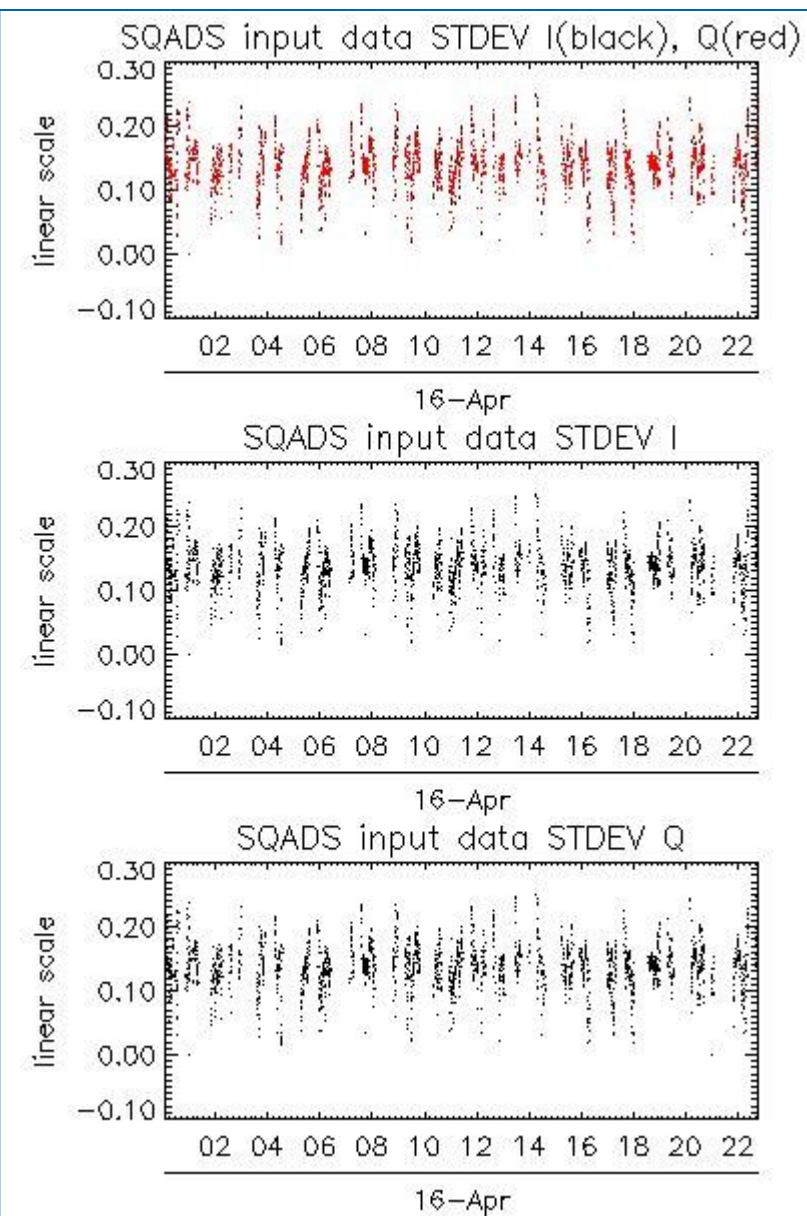 SQADS input data STDEV I(black), Q(red)
0.30
0.20
0.10
0.00
-0.10
linear scale
02 04 06 08 10 12 14 16 18 20 22
16-Apr
SQADS input data STDEV I
0.30
0.20
0.10
0.00
-0.10
linear scale
02 04 06 08 10 12 14 16 18 20 22
16-Apr
SQADS input data STDEV Q
0.30
0.20
0.10
0.00
-0.10
linear scale
02 04 06 08 10 12 14 16 18 20 22
16-Apr